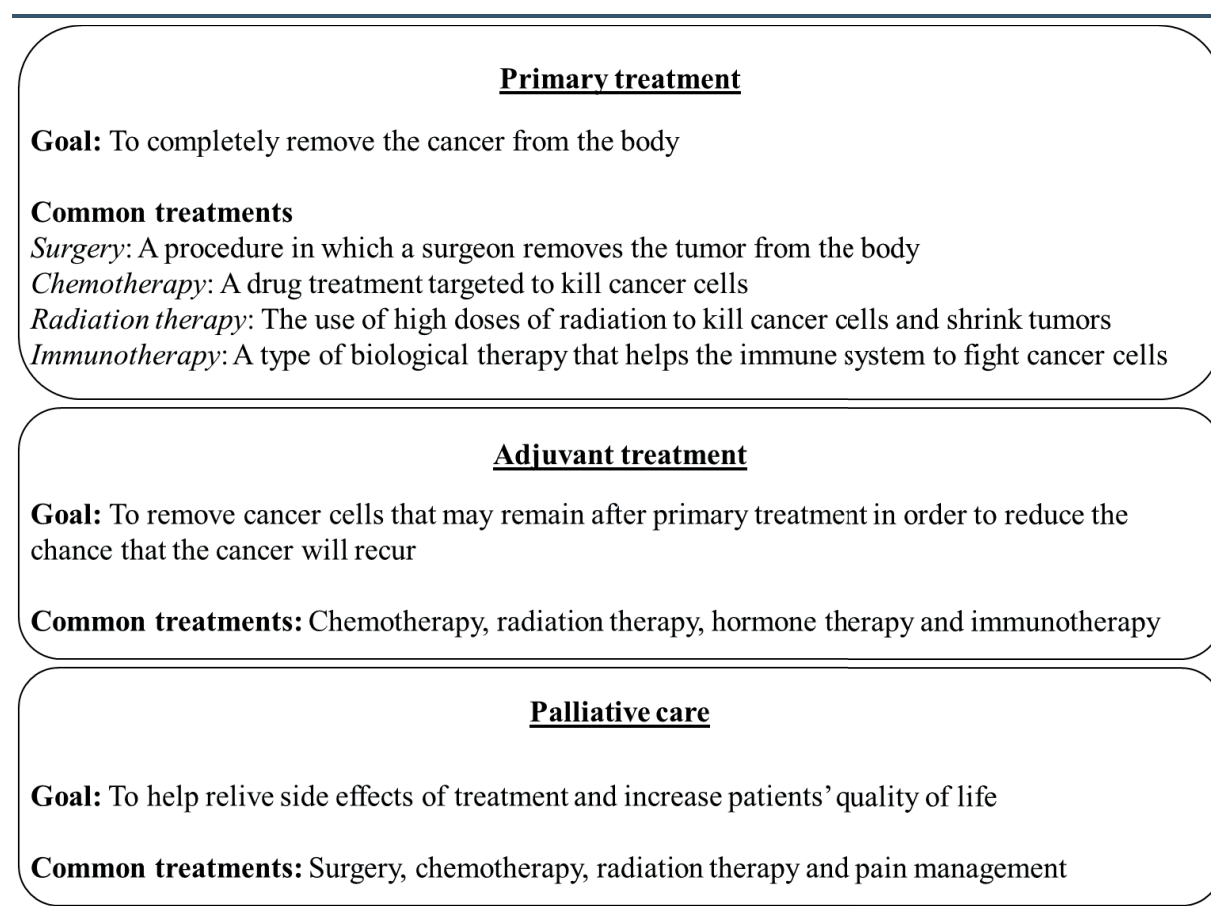 Primary treatment
Goal: To completely remove the cancer from the body
Common treatments
Surgery: A procedure in which a surgeon removes the tumor from the body
Chemotherapy: A drug treatment targeted to kill cancer cells
Radiation therapy: The use of high doses of radiation to kill cancer cells and shrink tumors
Immunotherapy: A type of biological therapy that helps the immune system to fight cancer cells
Adjuvant treatment
Goal: To remove cancer cells that may remain after primary treatment in order to reduce the
chance that the cancer will recur
Common treatments: Chemotherapy, radiation therapy, hormone therapy and immunotherapy
Palliative care
Goal: To help relive side effects of treatment and increase patients’ quality of life
Common treatments: Surgery, chemotherapy, radiation therapy and pain management